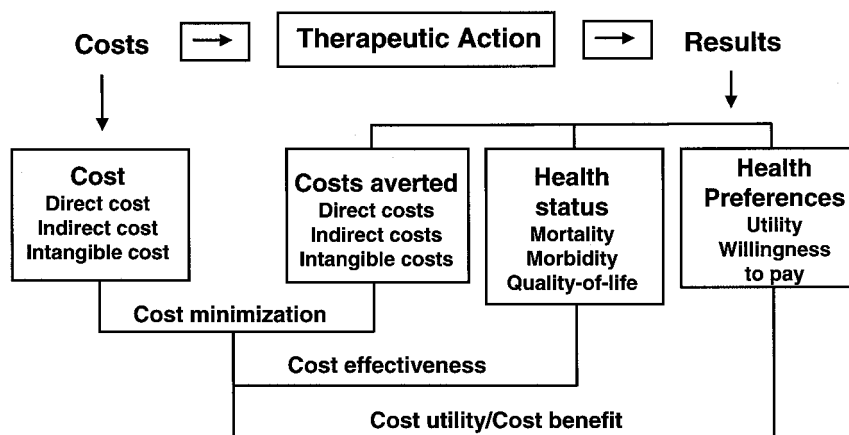 Costs
Therapeutic Action
Results
Cost
Direct cost
Indirect cost
Intangible cost
Costs averted
Direct costs
Indirect costs
Intangible costs
Health
status
Mortality
Morbidity
Quality-of-life
Health
Preferences
Utility
Willingness
to pay
Cost minimization
Cost effectiveness
Cost utility/Cost benefit